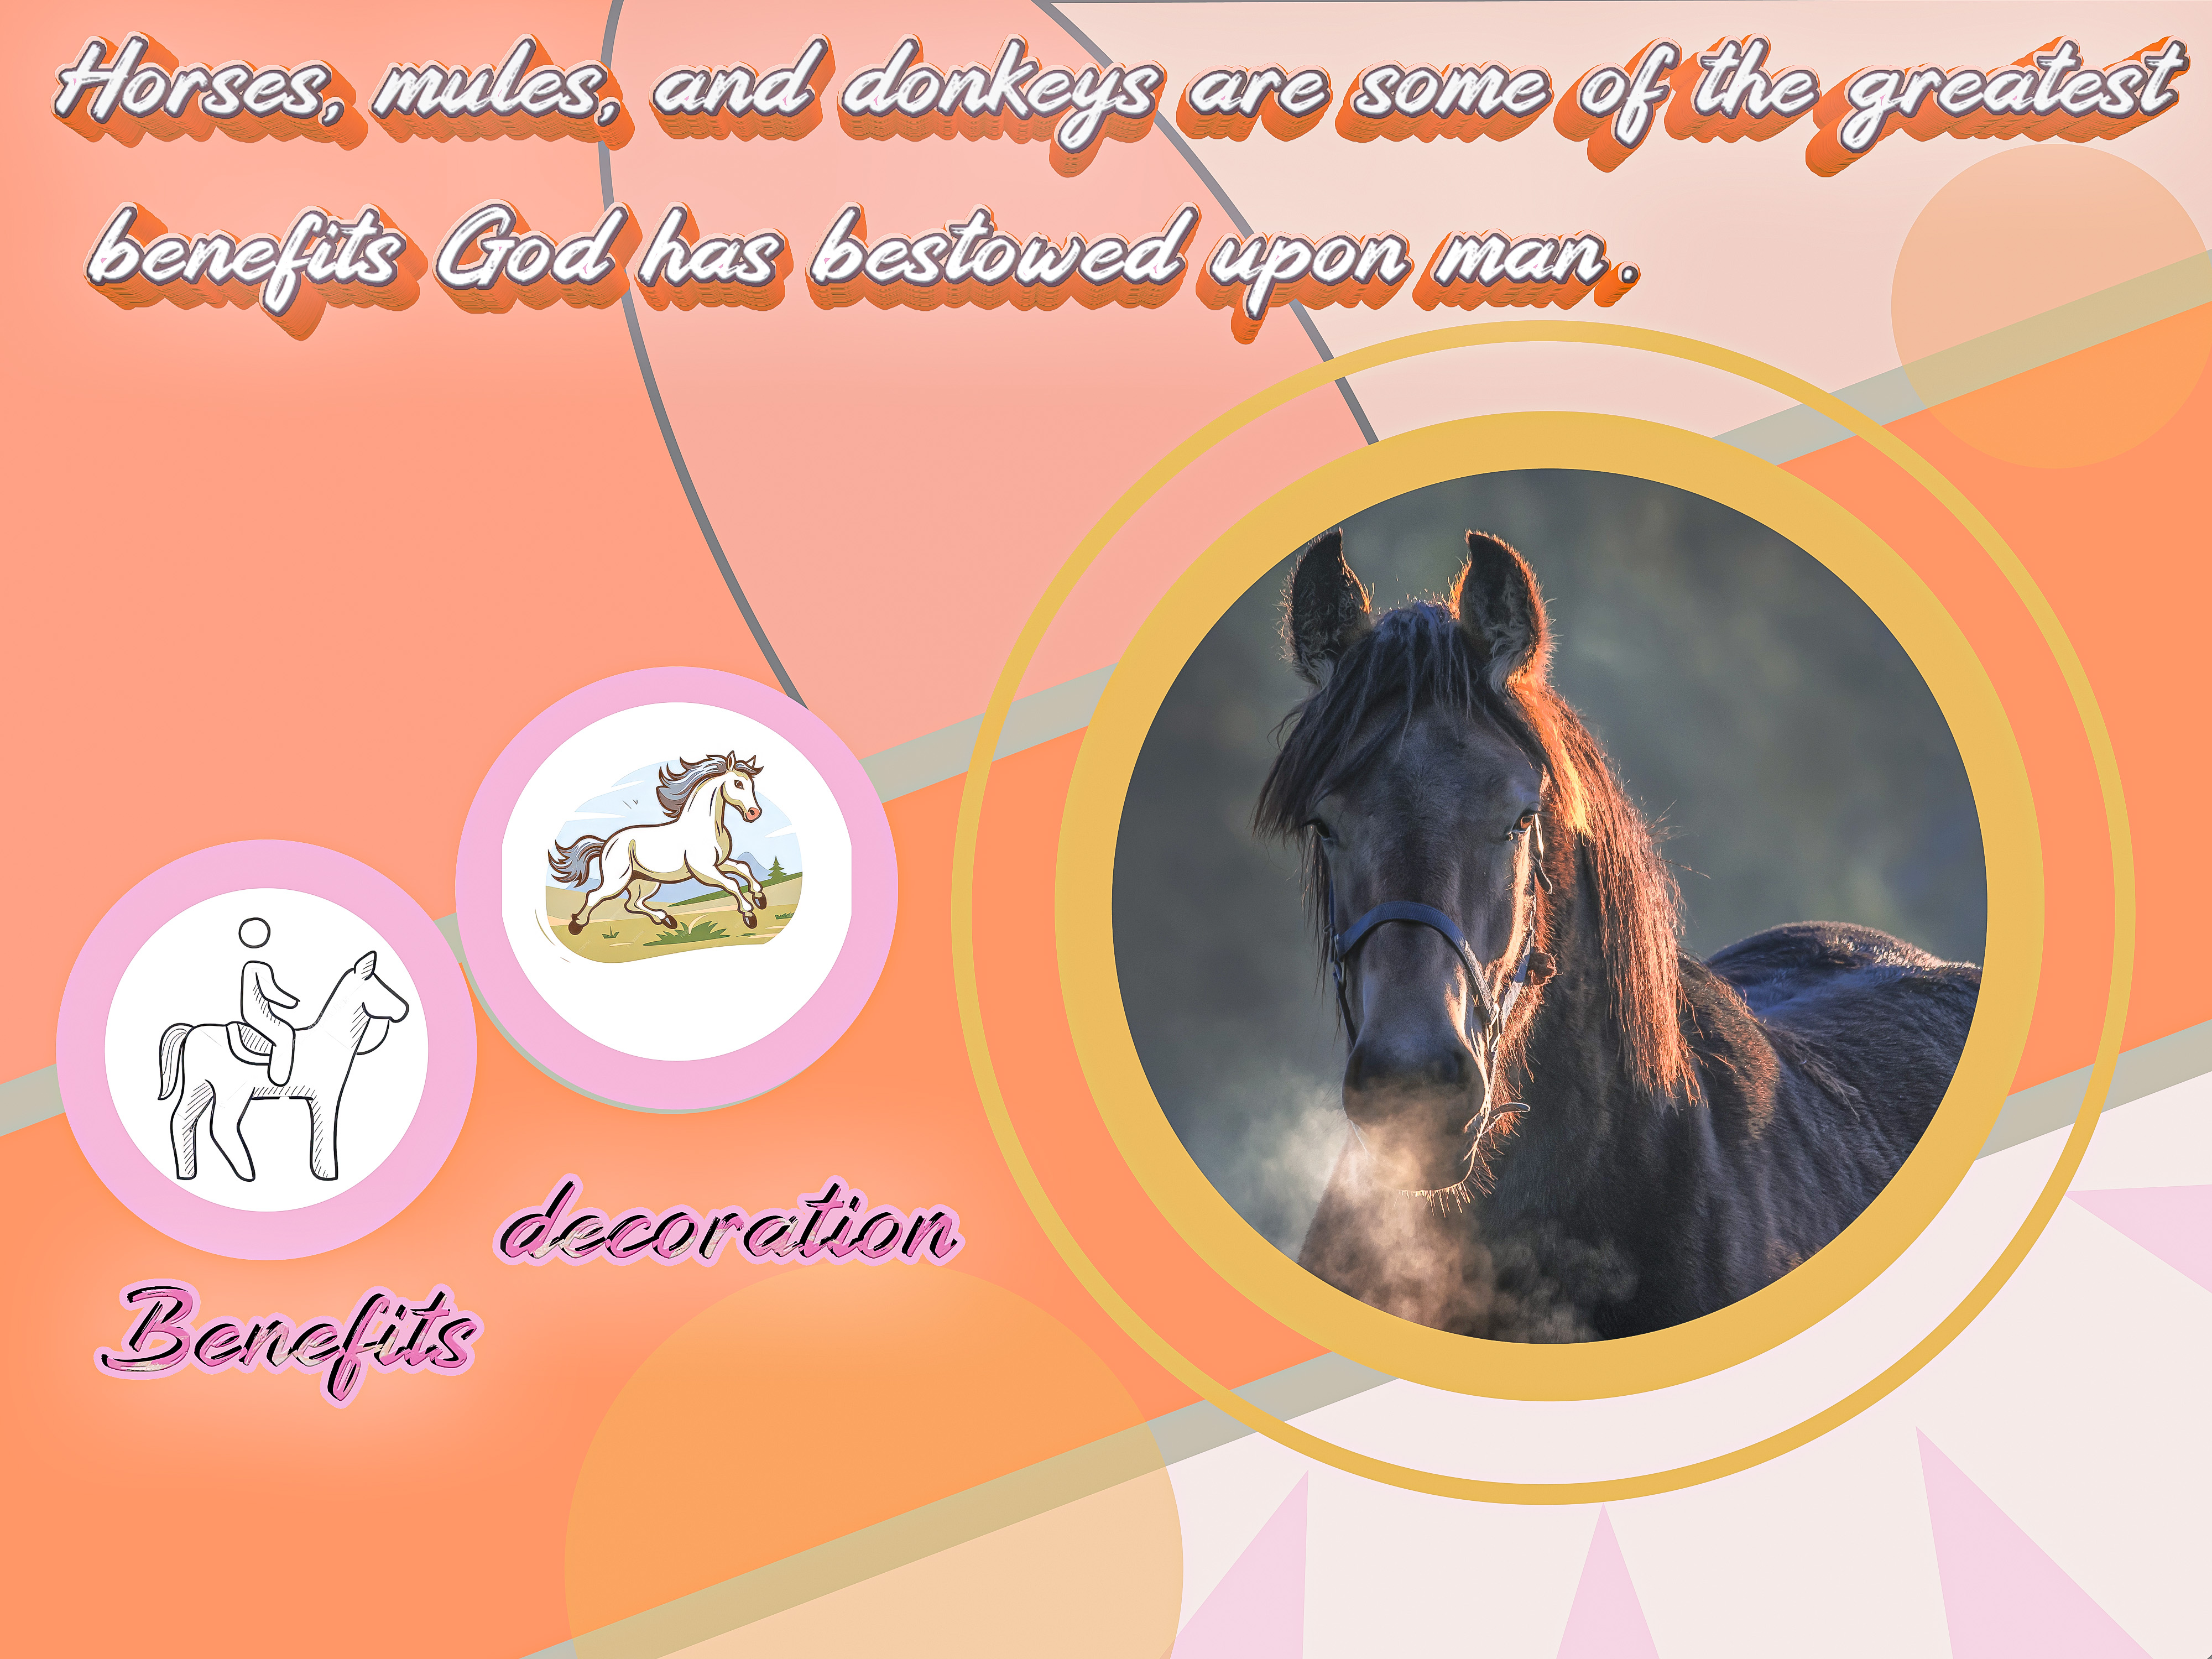 Horses, mules, and donkeys are some of the greatest
benefits God has bestowed upon man.
decoration
Benefits